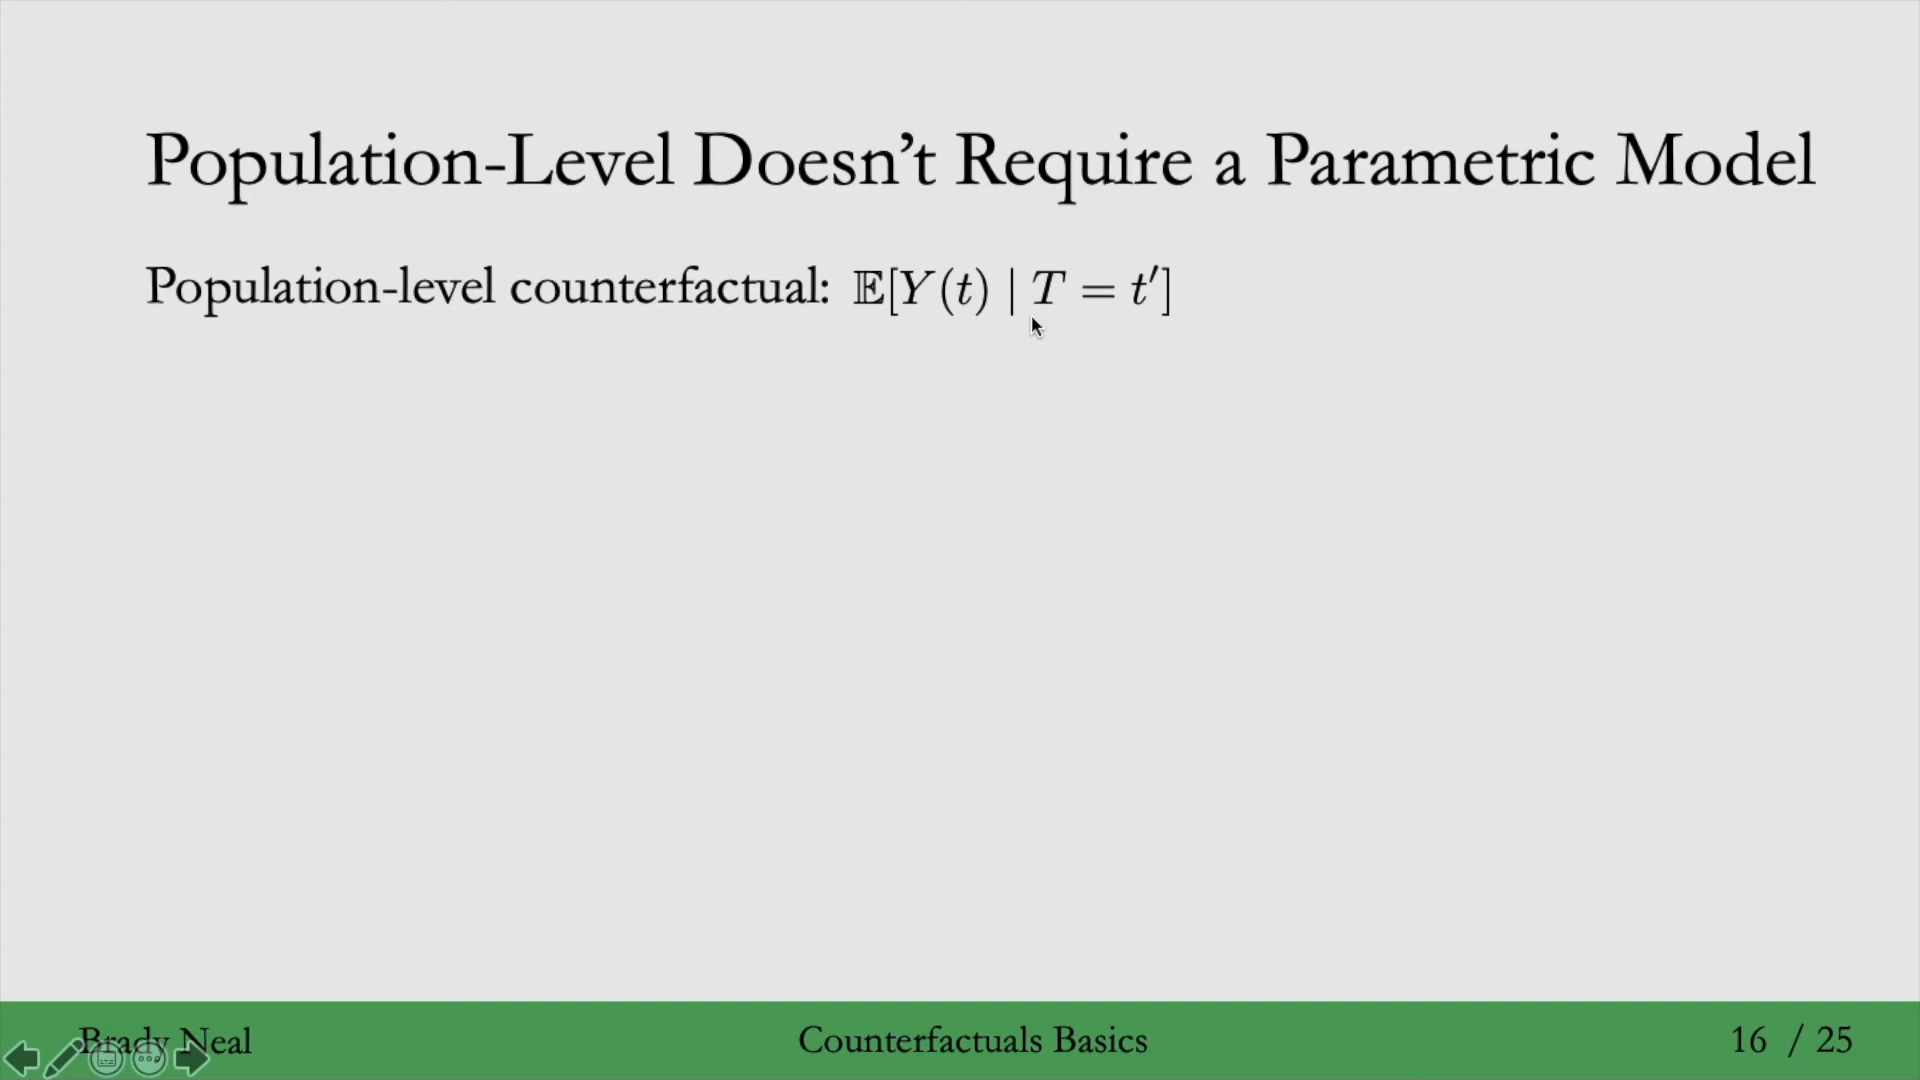 Population-Level Doesn’t Require a Parametric Model
Population-level counterfactual: 𝔼[Y(t) | T = t′]
Brady Neal
Counterfactuals Basics
16 / 25